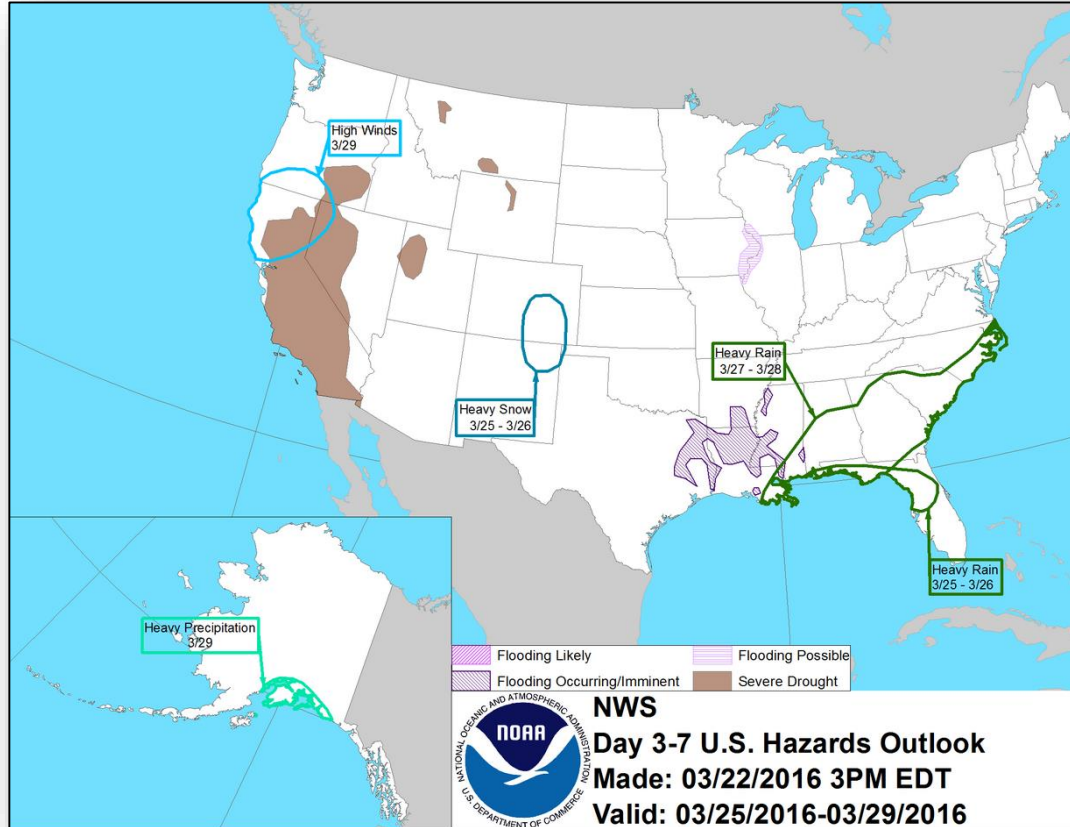 High Winds
3/29
Heavy Rain
3/27 - 3/28
Heavy Snow
3/25 - 3/26
Heavy Rain
3/25 - 3/26
Heavy Precipitation
3/29
Flooding Likely
Flooding Possible
Flooding Occurring/Imminent
Severe Drought
NATIONAL OCEANIC AND ATMOSPHERIC ADMINISTRATION
NOAA
U.S. DEPARTMENT OF COMMERCE
NWS
Day 3-7 U.S. Hazards Outlook
Made: 03/22/2016 3PM EDT
Valid: 03/25/2016-03/29/2016